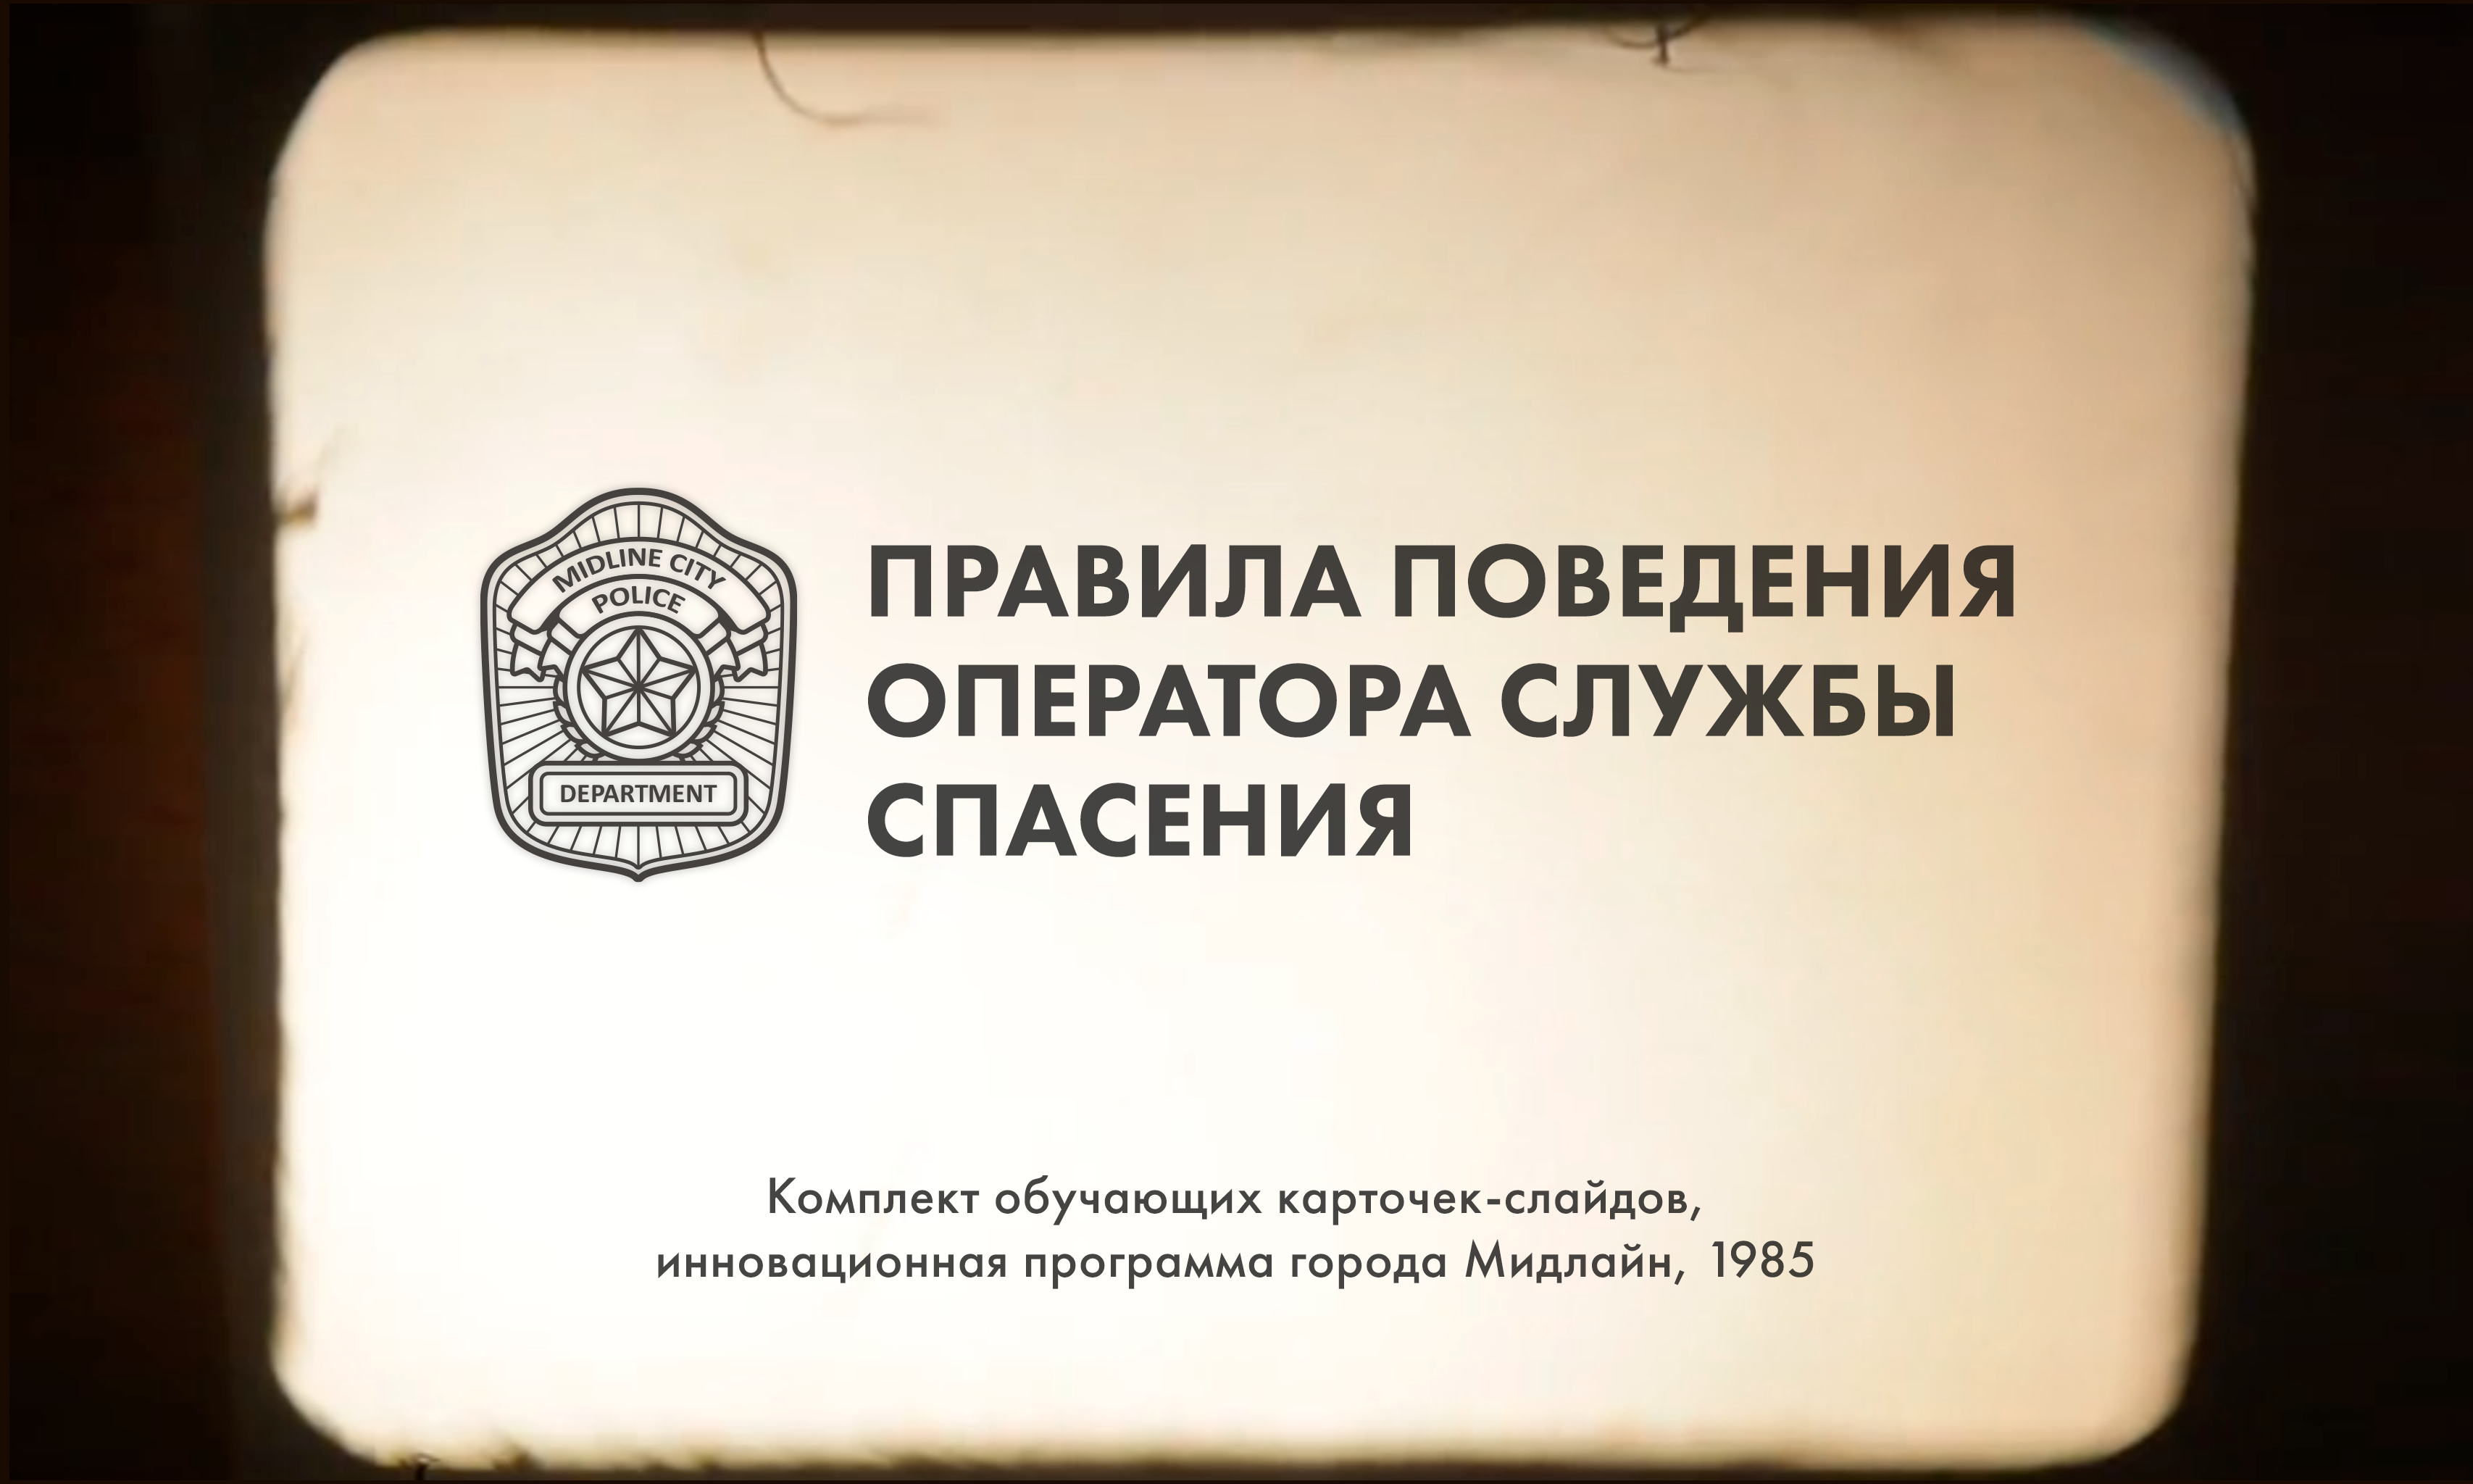 MIDLINE CITY
POLICE
DEPARTMENT
ПРАВИЛА ПОВЕДЕНИЯ
ОПЕРАТОРА СЛУЖБЫ
СПАСЕНИЯ
Комплект обучающих карточек-слайдов,
инновационная программа города Мидлайн, 1985